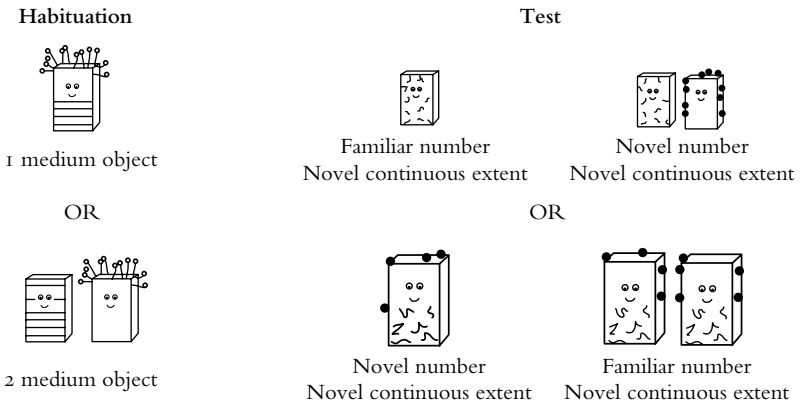 Habituation
Test
1 medium object
Familiar number
Novel continuous extent
Novel number
Novel continuous extent
OR
OR
2 medium object
Novel number
Novel continuous extent
Familiar number
Novel continuous extent